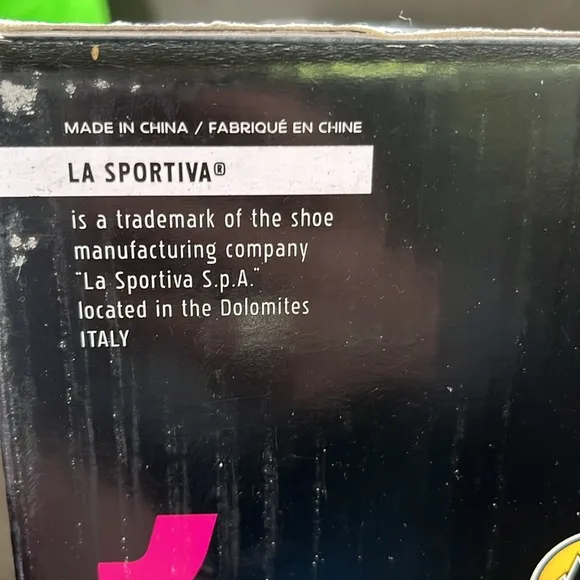 MADE IN CHINA / FABRIQUÉ EN CHINE
LA SPORTIVA®
is a trademark of the shoe
manufacturing company
"La Sportiva S.p.A."
located in the Dolomites
ITALY